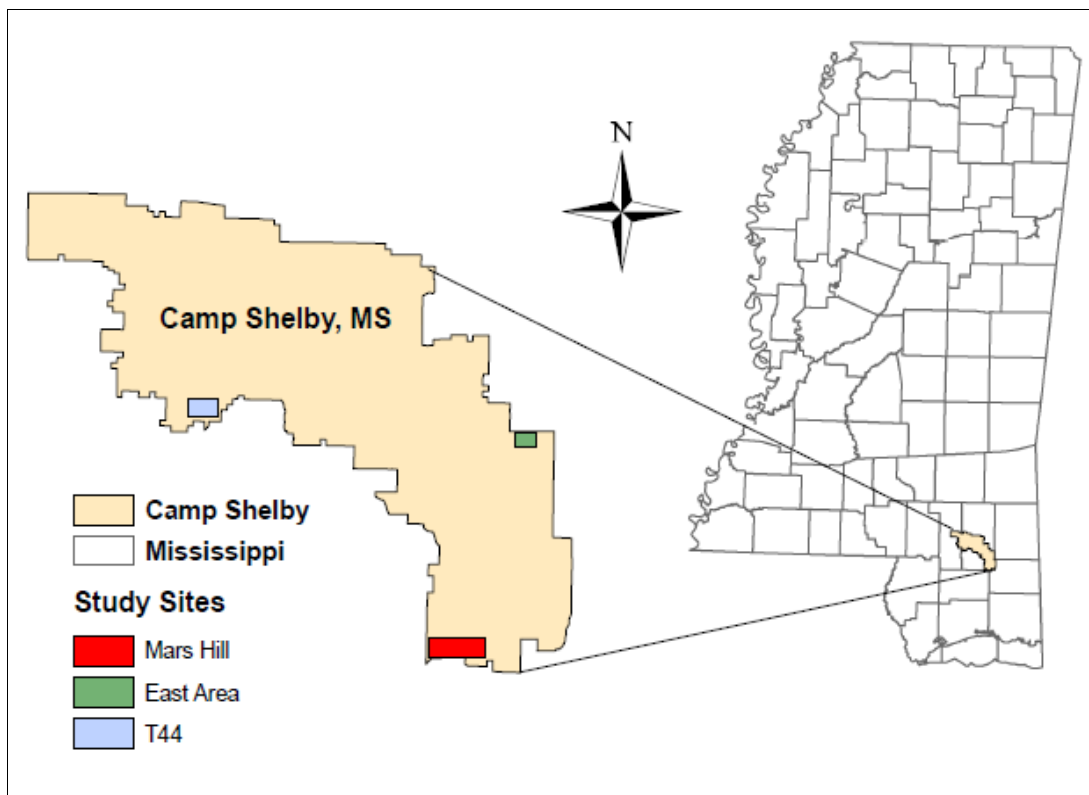 N
Camp Shelby, MS
Camp Shelby
Mississippi
Study Sites
Mars Hill
East Area
T44